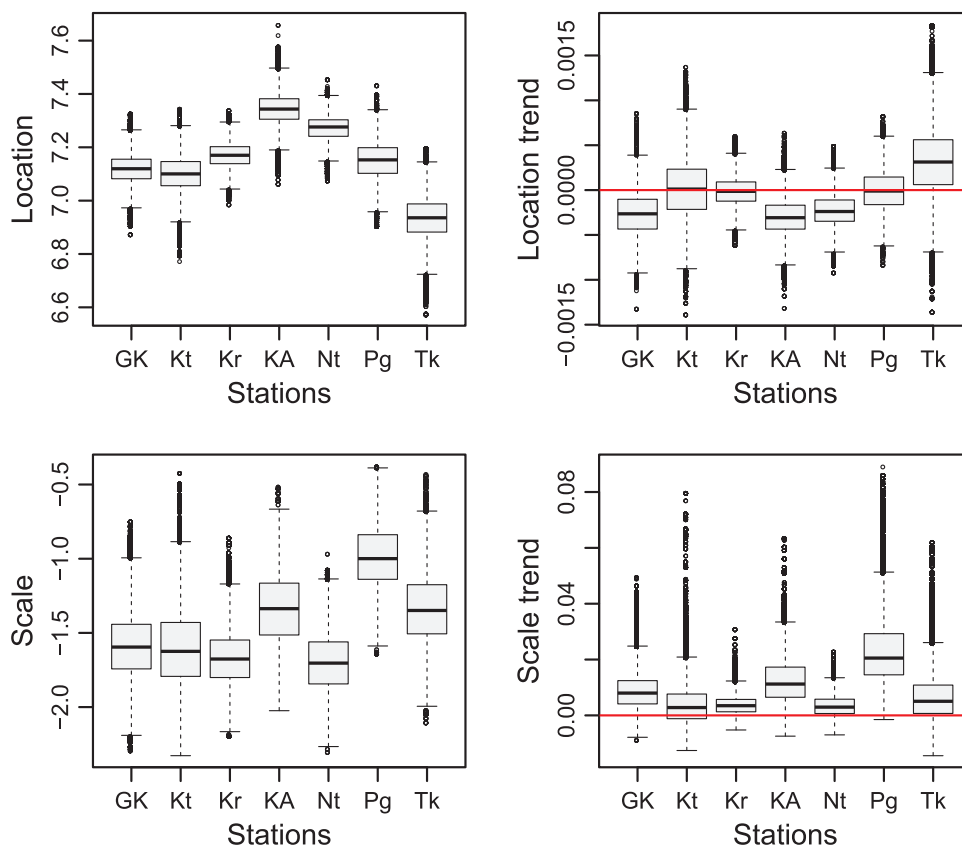 Location
7.6
7.4
7.2
7.0
6.8
6.6
GK Kt Kr KA Nt Pg Tk
Stations
Location trend
0.0015
0.0000
−0.0015
GK Kt Kr KA Nt Pg Tk
Stations
Scale
−0.5
−1.0
−1.5
−2.0
GK Kt Kr KA Nt Pg Tk
Stations
Scale trend
0.08
0.04
0.00
GK Kt Kr KA Nt Pg Tk
Stations